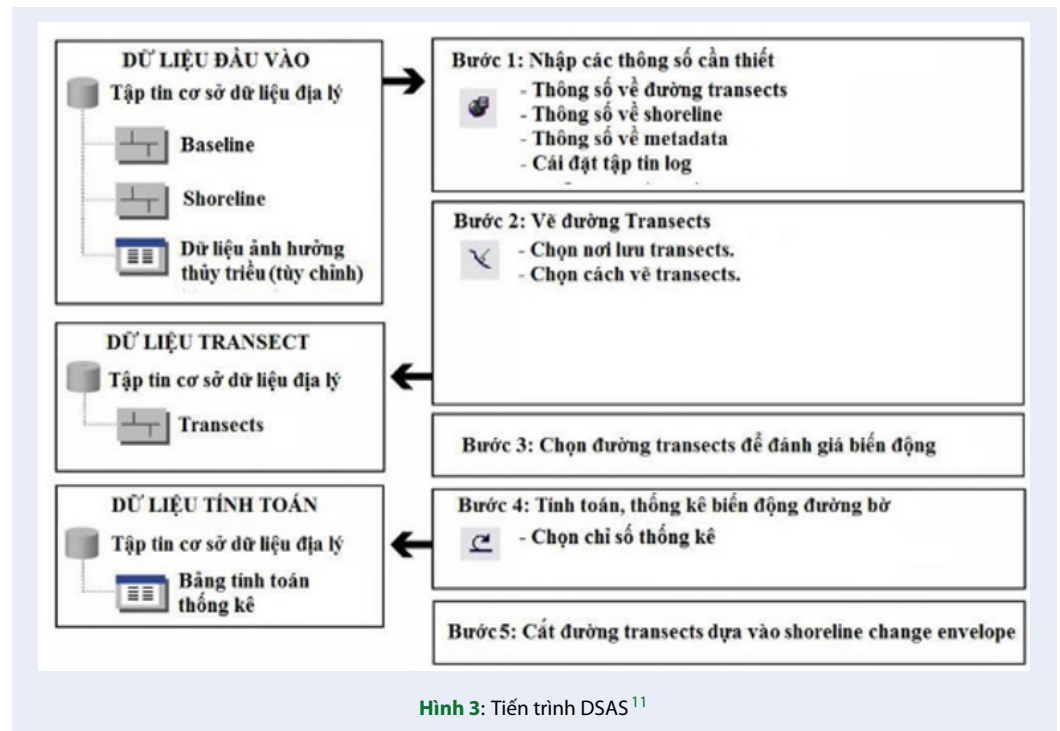 DỮ LIỆU ĐẦU VÀO
Tập tin cơ sở dữ liệu địa lý
Baseline
Shoreline
Dữ liệu ảnh hưởng
thủy triều (tùy chỉnh)
Bước 1: Nhập các thông số cần thiết
- Thông số về đường transects
- Thông số về shoreline
- Thông số về metadata
- Cái đặt tập tin log
Bước 2: Vẽ đường Transects
- Chọn nơi lưu transects.
- Chọn cách vẽ transects.
DỮ LIỆU TRANSECT
Tập tin cơ sở dữ liệu địa lý
Transects
Bước 3: Chọn đường transects để đánh giá biến động
DỮ LIỆU TÍNH TOÁN
Tập tin cơ sở dữ liệu địa lý
Bảng tính toán
thống kê
Bước 4: Tính toán, thống kê biến động đường bờ
- Chọn chỉ số thống kê
Bước 5: Cắt đường transects dựa vào shoreline change envelope
Hình 3: Tiến trình DSAS 11